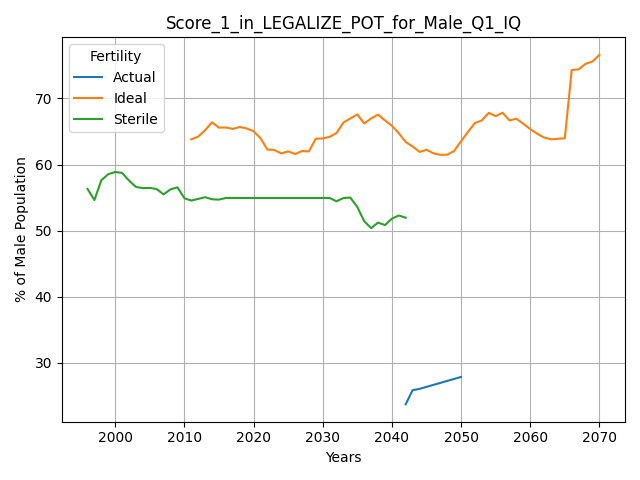 Score_1_in_LEGALIZE_POT_for_Male_Q1_IQ
Fertility
Actual
Ideal
Sterile
% of Male Population
70
60
50
40
30
2000
2010
2020
2030
2040
2050
2060
2070
Years